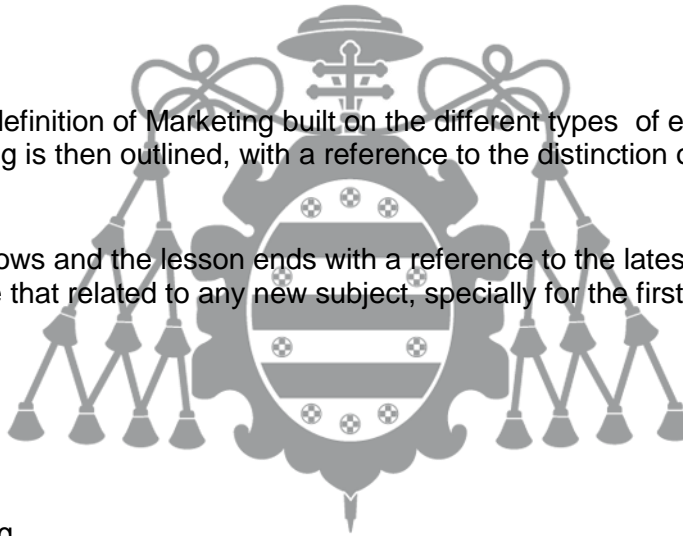 definition of Marketing built on the different types of e
g is then outlined, with a reference to the distinction
ows and the lesson ends with a reference to the lates
e that related to any new subject, specially for the first
g